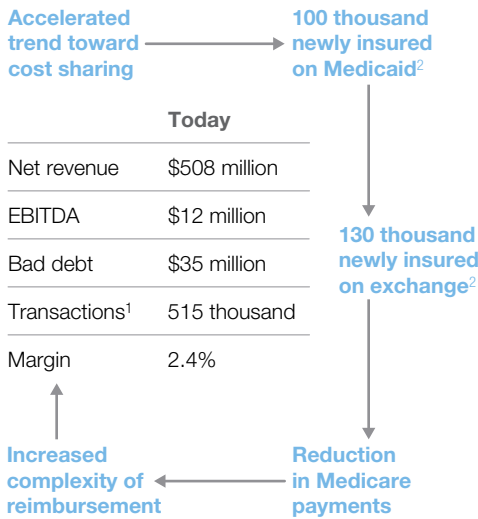 Accelerated
trend toward
cost sharing
100 thousand
newly insured
on Medicaid²
Today
Net revenue $508 million
EBITDA $12 million
Bad debt $35 million
Transactions¹ 515 thousand
Margin 2.4%
130 thousand
newly insured
on exchange²
Reduction
in Medicare
payments
Increased
complexity of
reimbursement